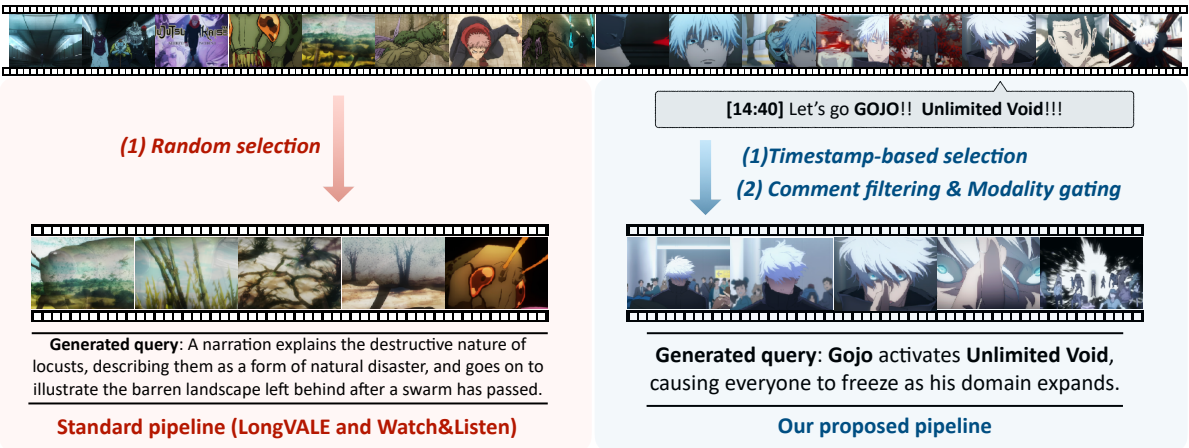 JUJUTSU KAISEN
[14:40] Let's go GOJO!! Unlimited Void!!!
(1) Random selection
(1)Timestamp-based selection
(2) Comment filtering & Modality gating
Generated query: A narration explains the destructive nature of
locusts, describing them as a form of natural disaster, and goes on to
illustrate the barren landscape left behind after a swarm has passed.
Standard pipeline (LongVALE and Watch&Listen)
Generated query: Gojo activates Unlimited Void,
causing everyone to freeze as his domain expands.
Our proposed pipeline